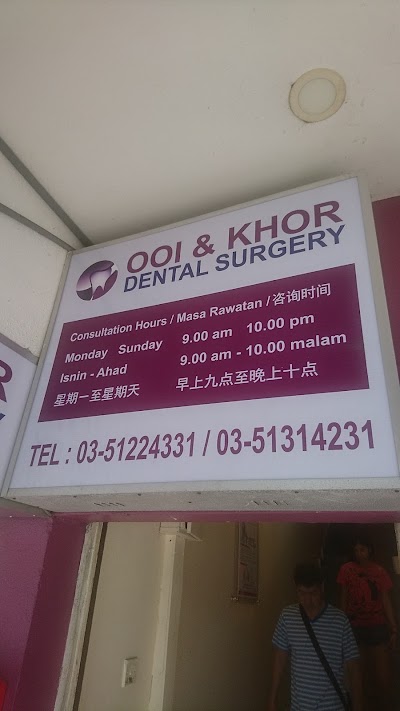 OOI & KHOR
DENTAL SURGERY
Consultation Hours / Masa Rawatan / 咨询时间
Monday Sunday 9.00 am 10.00 pm
Isnin - Ahad 9.00 am - 10.00 malam
星期一至星期天 早上九点至晚上十点
TEL : 03-51224331 / 03-51314231